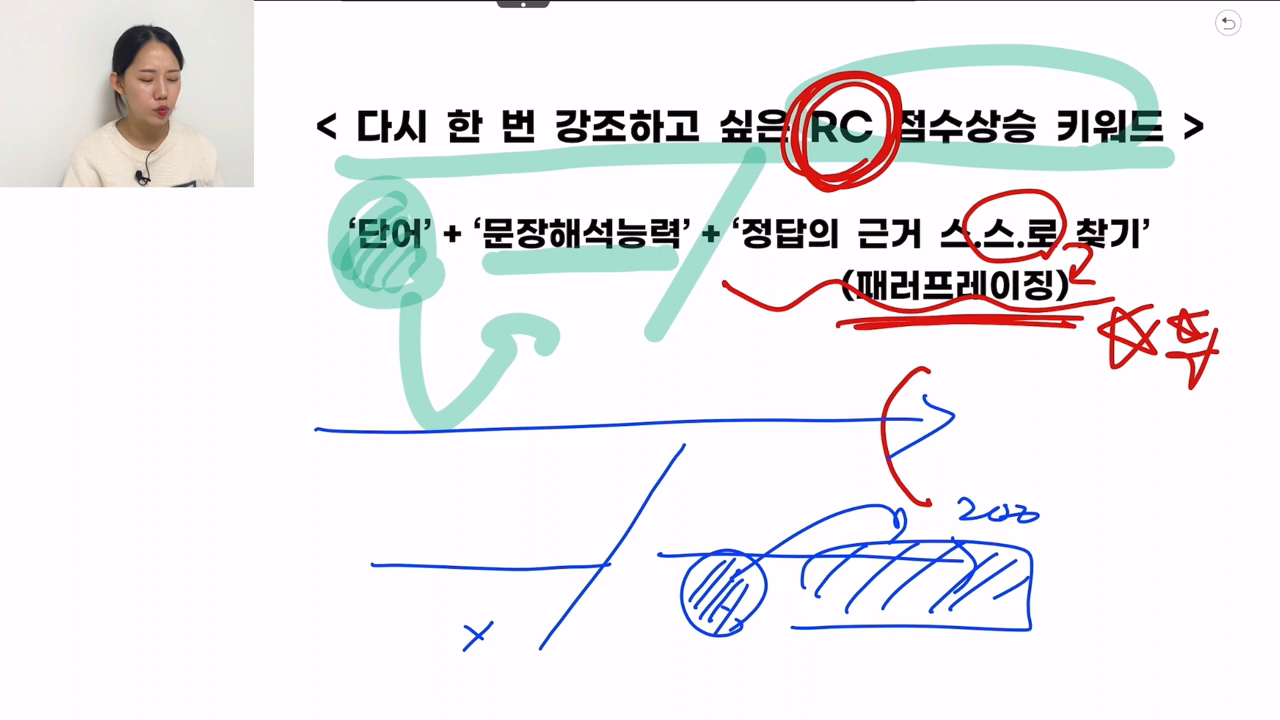 < 다시 한 번 강조하고 싶은 RC 점수상승 키워드 >
‘단어’ + ‘문장해석능력’ + ‘정답의 근거 스.스.로 찾기’
(패러프레이징)
200
x